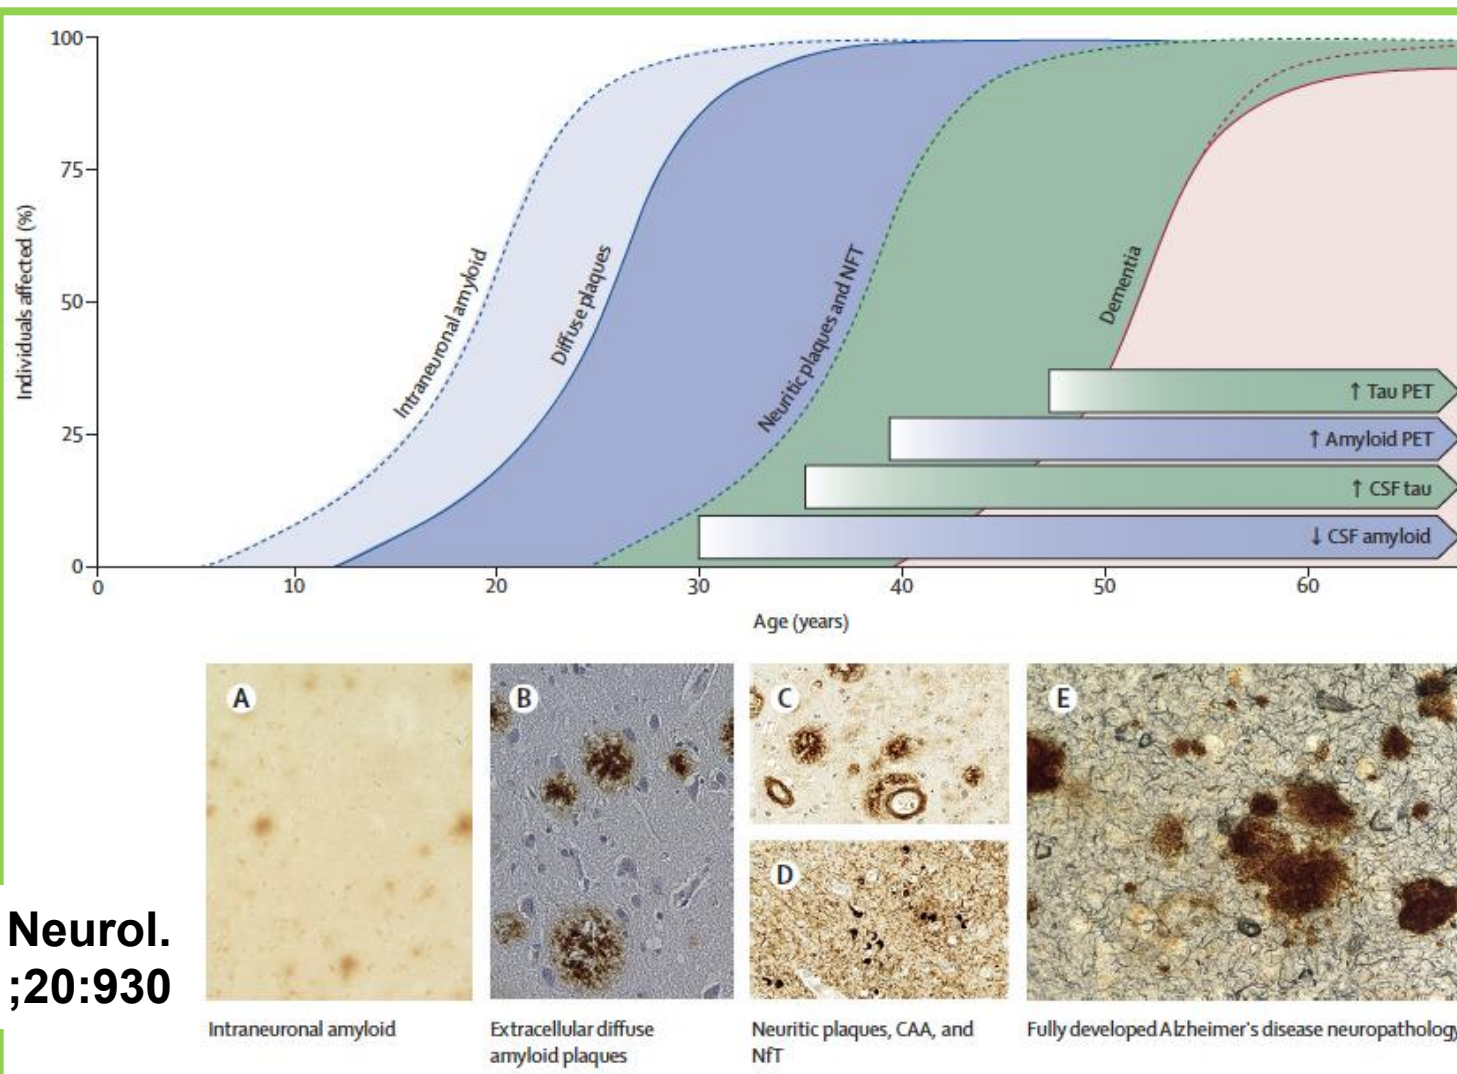 100
75
50
25
0
Individuals affected (%)
Intraneuronal amyloid
Diffuse plaques
Neuritic plaques and NFT
Dementia
↑ Tau PET
↑ Amyloid PET
↑ CSF tau
↓ CSF amyloid
0 10 20 30 40 50 60
Age (years)
A
B
C
D
E
Neurol.
;20:930
Intraneuronal amyloid
Extracellular diffuse
amyloid plaques
Neuritic plaques, CAA, and
NfT
Fully developed Alzheimer's disease neuropathology